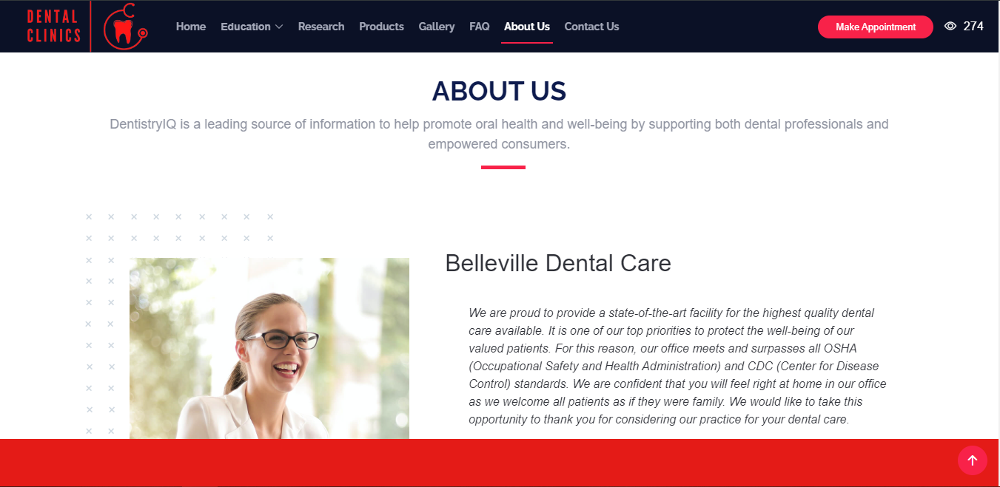 DENTAL
CLINICS
Home Education Research Products Gallery FAQ About Us Contact Us Make Appointment 274
ABOUT US
DentistryIQ is a leading source of information to help promote oral health and well-being by supporting both dental professionals and
empowered consumers.
Belleville Dental Care
We are proud to provide a state-of-the-art facility for the highest quality dental
care available. It is one of our top priorities to protect the well-being of our
valued patients. For this reason, our office meets and surpasses all OSHA
(Occupational Safety and Health Administration) and CDC (Center for Disease
Control) standards. We are confident that you will feel right at home in our office
as we welcome all patients as if they were family. We would like to take this
opportunity to thank you for considering our practice for your dental care.